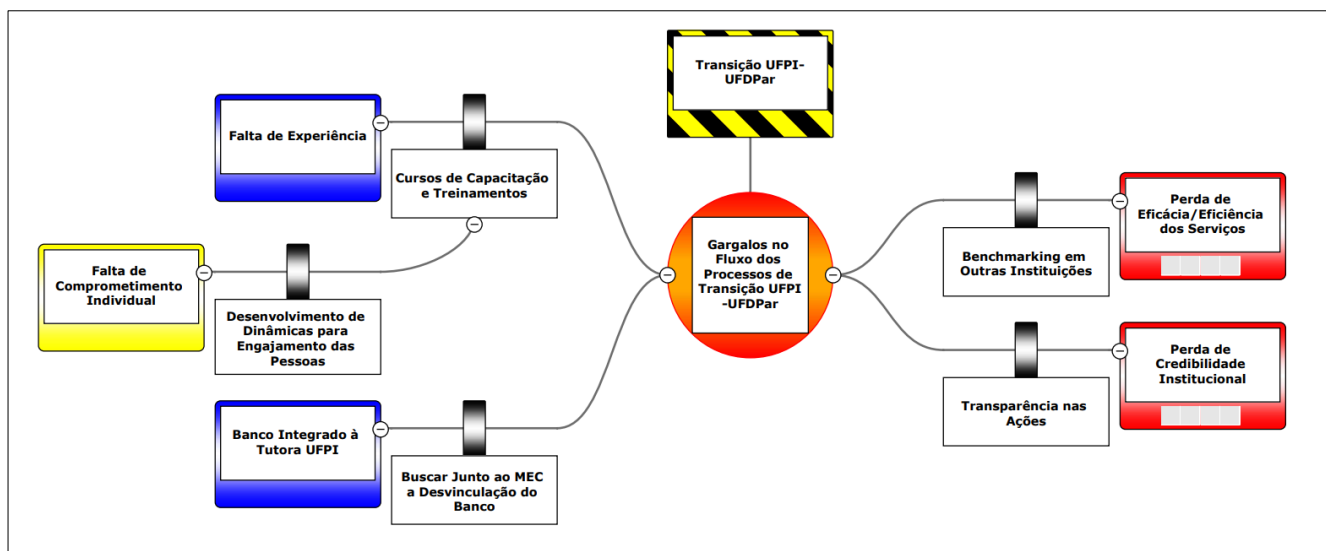 Transição UFPI-
UFDPar
Falta de Experiência
Cursos de Capacitação
e Treinamentos
Falta de
Comprometimento
Individual
Desenvolvimento de
Dinâmicas para
Engajamento das
Pessoas
Banco Integrado à
Tutora UFPI
Buscar Junto ao MEC
a Desvinculação do
Banco
Gargalos no
Fluxo dos
Processos de
Transição UFPI
-UFDPar
Benchmarking em
Outras Instituições
Perda de
Eficácia/Eficiência
dos Serviços
Transparência nas
Ações
Perda de
Credibilidade
Institucional